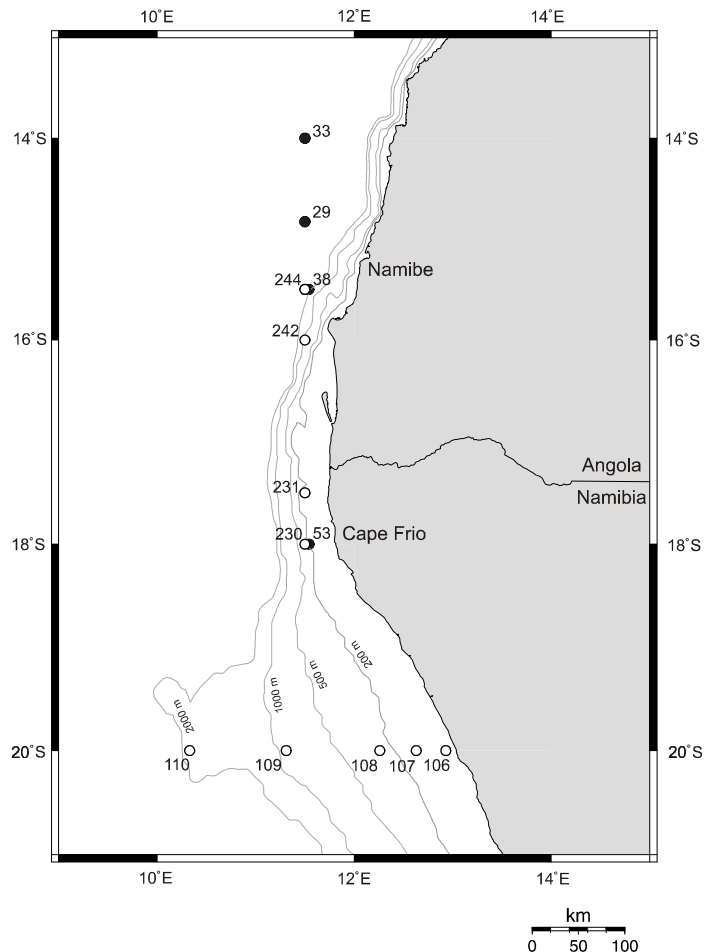 10°E 12°E 14°E
33
14°S 14°S
29
244 38
Namibe
242
16°S 16°S
Angola
231
Namibia
230 53 Cape Frio
18°S 18°S
200 m
500 m
1000 m
2000 m
20°S 20°S
110 109 108 107 106
10°E 12°E 14°E
km
0 50 100